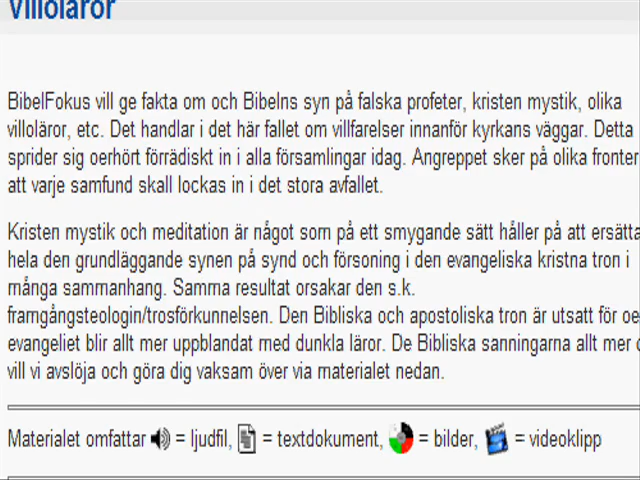 Villoläror
BibelFokus vill ge fakta om och Bibelns syn på falska profeter, kristen mystik, olika
villoläror, etc. Det handlar i det här fallet om villfarelser innanför kyrkans väggar. Detta
sprider sig oerhört förrädiskt in i alla församlingar idag. Angreppet sker på olika fronter
att varje samfund skall lockas in i det stora avfallet.
Kristen mystik och meditation är något som på ett smygande sätt håller på att ersätta
hela den grundläggande synen på synd och försoning i den evangeliska kristna tron i
många sammanhang. Samma resultat orsakar den s.k.
framgångsteologin/trosförkunnelsen. Den Bibliska och apostoliska tron är utsatt för
evangeliet blir allt mer uppblandat med dunkla läror. De Bibliska sanningarna allt mer
vill vi avslöja och göra dig vaksam över via materialet nedan.
Materialet omfattar = ljudfil, = textdokument, = bilder, = videoklipp